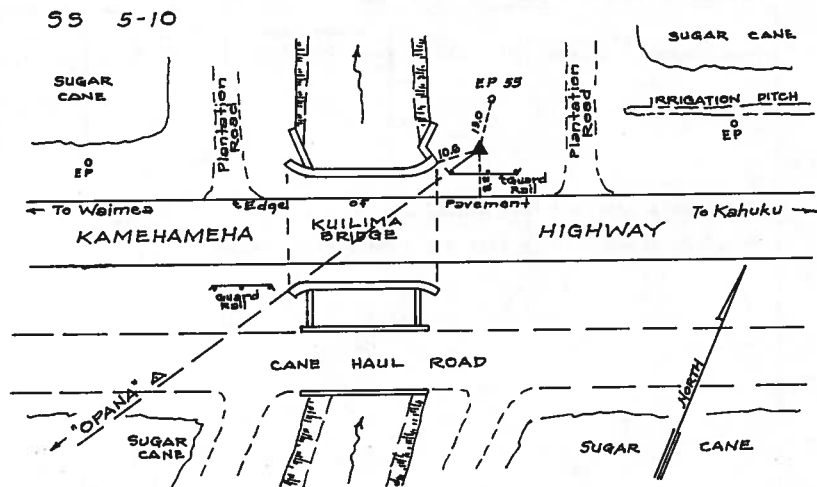 SS 5-10
SUGAR CANE
SUGAR
CANE
EP 55
IRRIGATION DITCH
EP
Plantation
Road
Plantation
Road
19.0
10.8
EP
Guard
Rail
← To Waimea
Edge of Pavement
To Kahuku
KAMEHAMEHA
KUILIMA
BRIDGE
HIGHWAY
Guard
Rail
CANE HAUL ROAD
"OPANA"
NORTH
SUGAR
CANE
SUGAR CANE